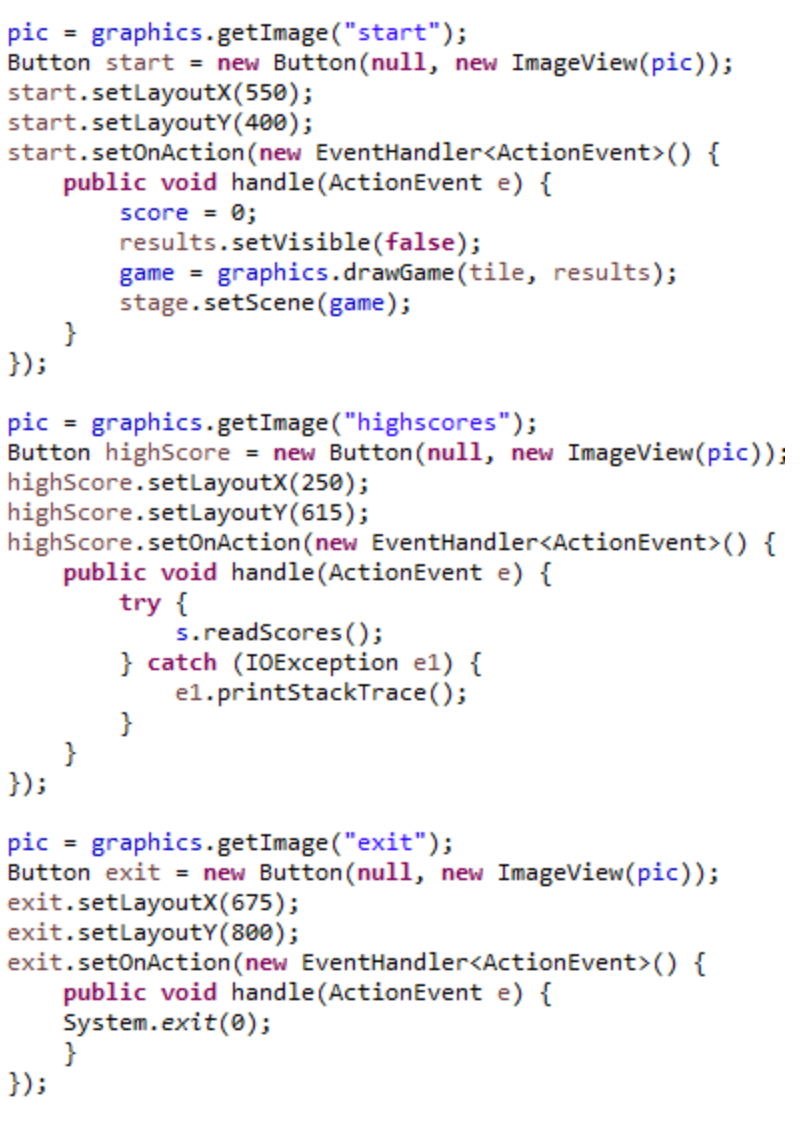 pic = graphics.getImage("start");
Button start = new Button(null, new ImageView(pic));
start.setLayoutX(550);
start.setLayoutY(400);
start.setOnAction(new EventHandler<ActionEvent>() {
    public void handle(ActionEvent e) {
        score = 0;
        results.setVisible(false);
        game = graphics.drawGame(tile, results);
        stage.setScene(game);
    }
});

pic = graphics.getImage("highscores");
Button highScore = new Button(null, new ImageView(pic));
highScore.setLayoutX(250);
highScore.setLayoutY(615);
highScore.setOnAction(new EventHandler<ActionEvent>() {
    public void handle(ActionEvent e) {
        try {
            s.readScores();
        } catch (IOException e1) {
            e1.printStackTrace();
        }
    }
});

pic = graphics.getImage("exit");
Button exit = new Button(null, new ImageView(pic));
exit.setLayoutX(675);
exit.setLayoutY(800);
exit.setOnAction(new EventHandler<ActionEvent>() {
    public void handle(ActionEvent e) {
    System.exit(0);
    }
});